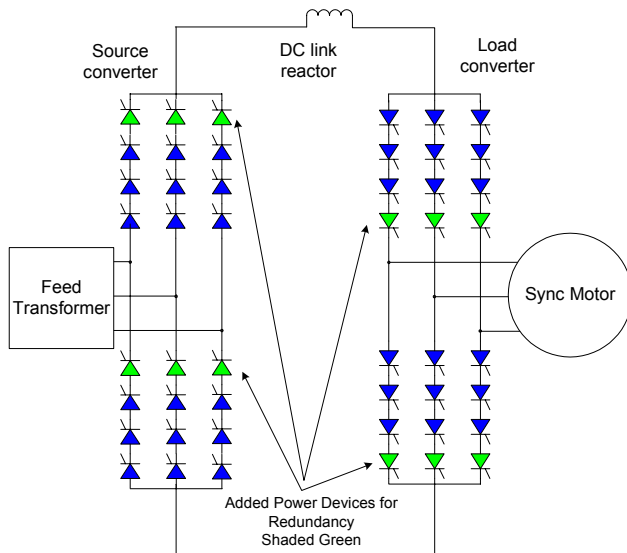 Source
converter
DC link
reactor
Load
converter
Feed
Transformer
Sync Motor
Added Power Devices for
Redundancy
Shaded Green